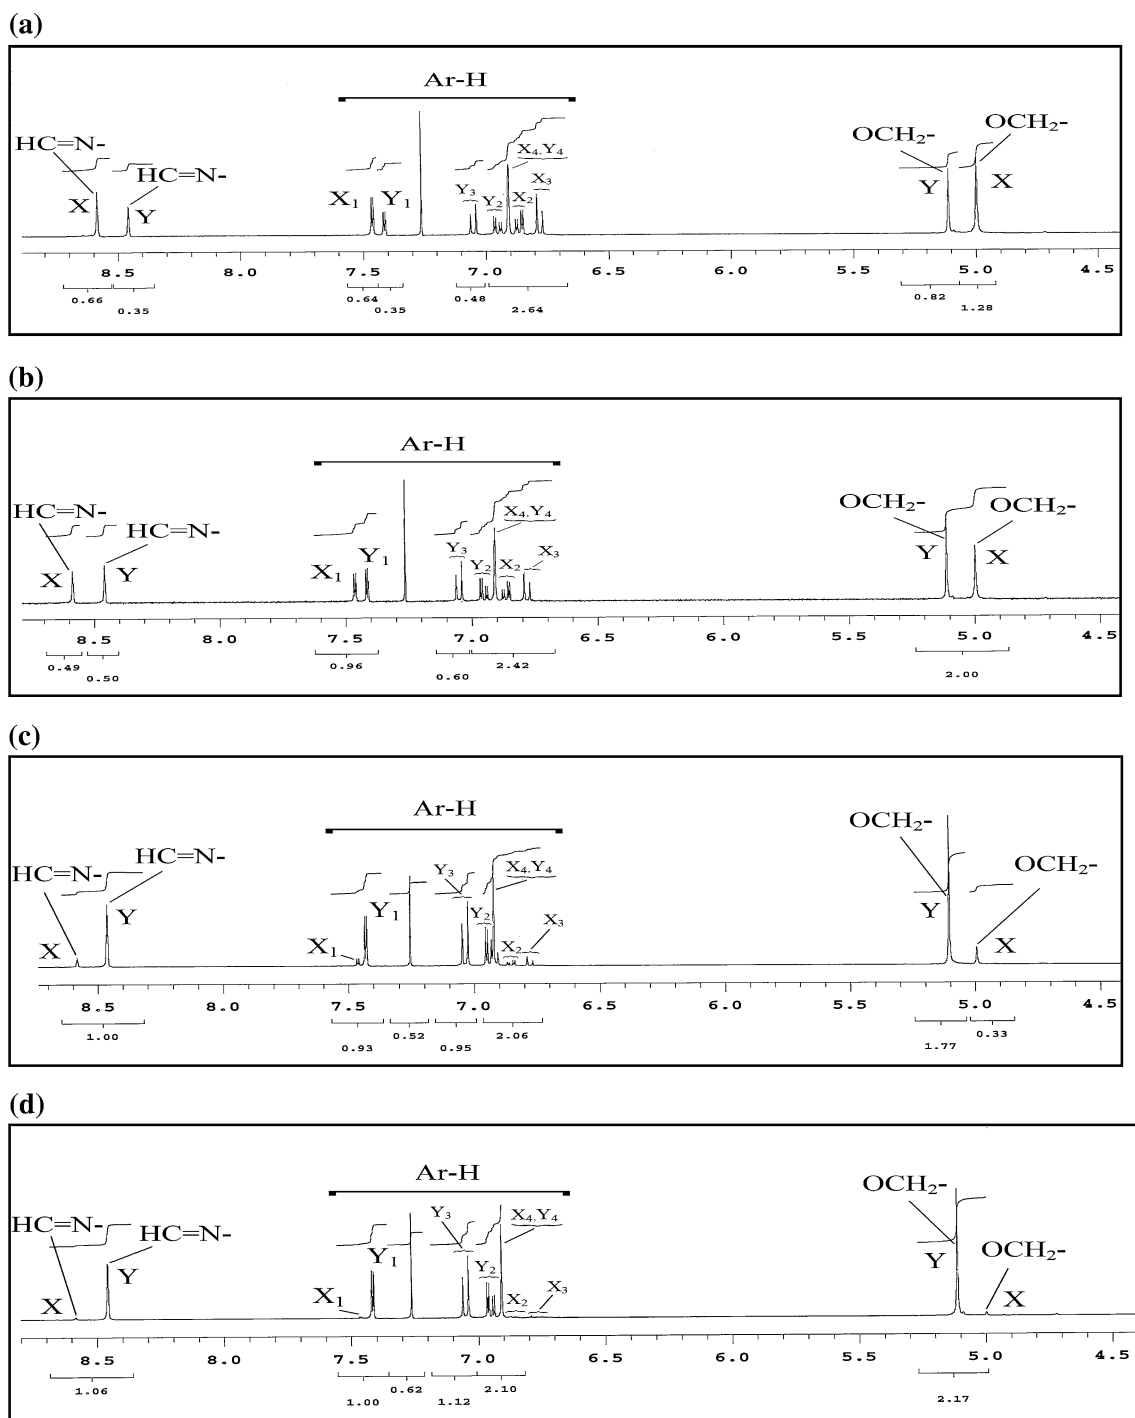 (a)
Ar-H
HC=N-
HC=N-
OCH₂-
OCH₂-
X₄.Y₄
X₃
X
Y
X₁
Y₁
Y₃
Y₂
X₂
Y
X
8.5 8.0 7.5 7.0 6.5 6.0 5.5 5.0 4.5
0.66 0.35 0.64 0.35 0.48 2.64 0.82 1.28
(b)
Ar-H
HC=N-
HC=N-
OCH₂-
OCH₂-
X₄.Y₄
X₃
X
Y
X₁
Y₁
Y₃
Y₂
X₂
Y
X
8.5 8.0 7.5 7.0 6.5 6.0 5.5 5.0 4.5
0.49 0.50 0.96 0.60 2.42 2.00
(c)
Ar-H
HC=N-
HC=N-
OCH₂-
OCH₂-
Y₃
X₄.Y₄
X
Y
X₁
Y₁
Y₂
X₂
X₃
Y
X
8.5 8.0 7.5 7.0 6.5 6.0 5.5 5.0 4.5
1.00 0.93 0.52 0.95 2.06 1.77 0.33
(d)
Ar-H
HC=N-
HC=N-
OCH₂-
OCH₂-
Y₃
X₄.Y₄
X
Y
X₁
Y₁
Y₂
X₂
X₃
Y
X
8.5 8.0 7.5 7.0 6.5 6.0 5.5 5.0 4.5
1.06 1.00 0.62 1.12 2.10 2.17